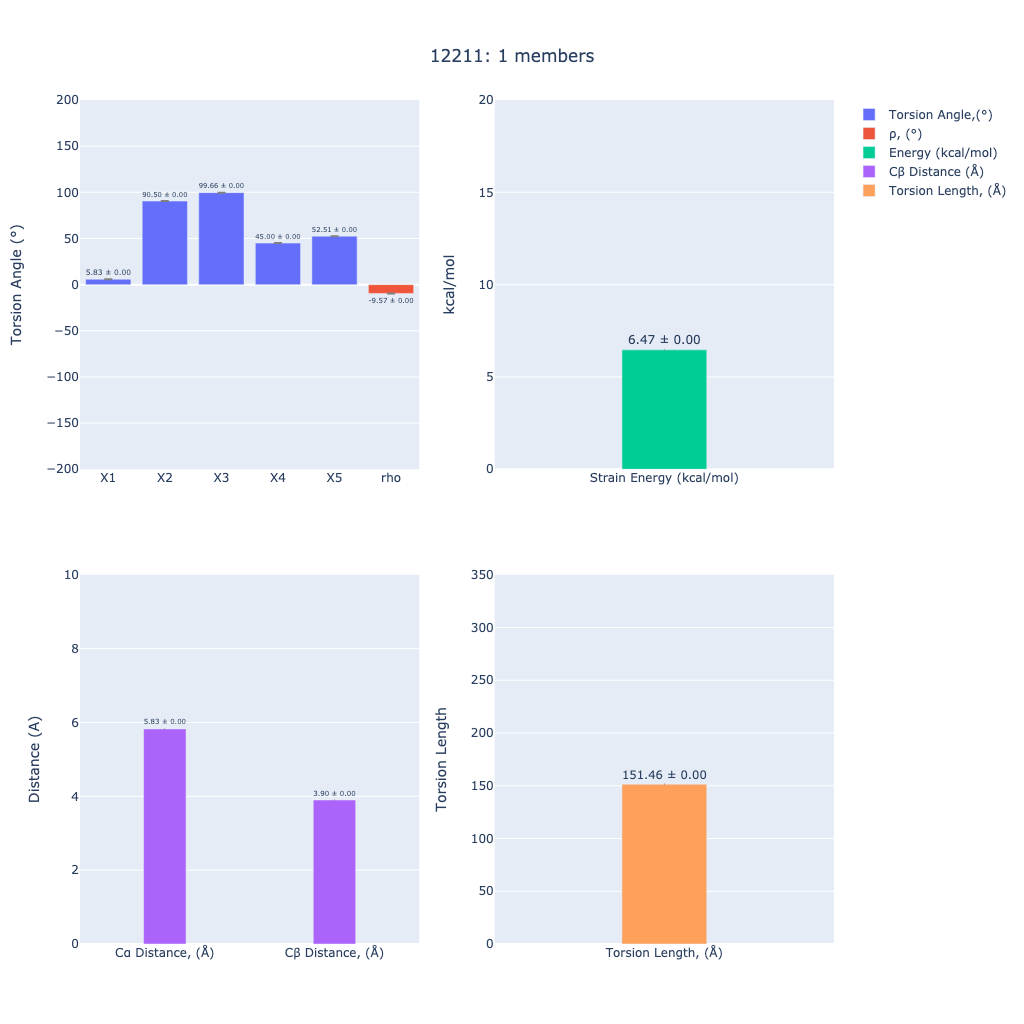 12211: 1 members
Torsion Angle (°)
200
150
100
50
0
−50
−100
−150
−200
5.83 ± 0.00
90.50 ± 0.00
99.66 ± 0.00
45.00 ± 0.00
52.51 ± 0.00
-9.57 ± 0.00
X1
X2
X3
X4
X5
rho
kcal/mol
20
15
10
5
0
6.47 ± 0.00
Strain Energy (kcal/mol)
Torsion Angle,(°)
ρ, (°)
Energy (kcal/mol)
Cβ Distance (Å)
Torsion Length, (Å)
Distance (A)
10
8
6
4
2
0
5.83 ± 0.00
3.90 ± 0.00
Cα Distance, (Å)
Cβ Distance, (Å)
Torsion Length
350
300
250
200
150
100
50
0
151.46 ± 0.00
Torsion Length, (Å)